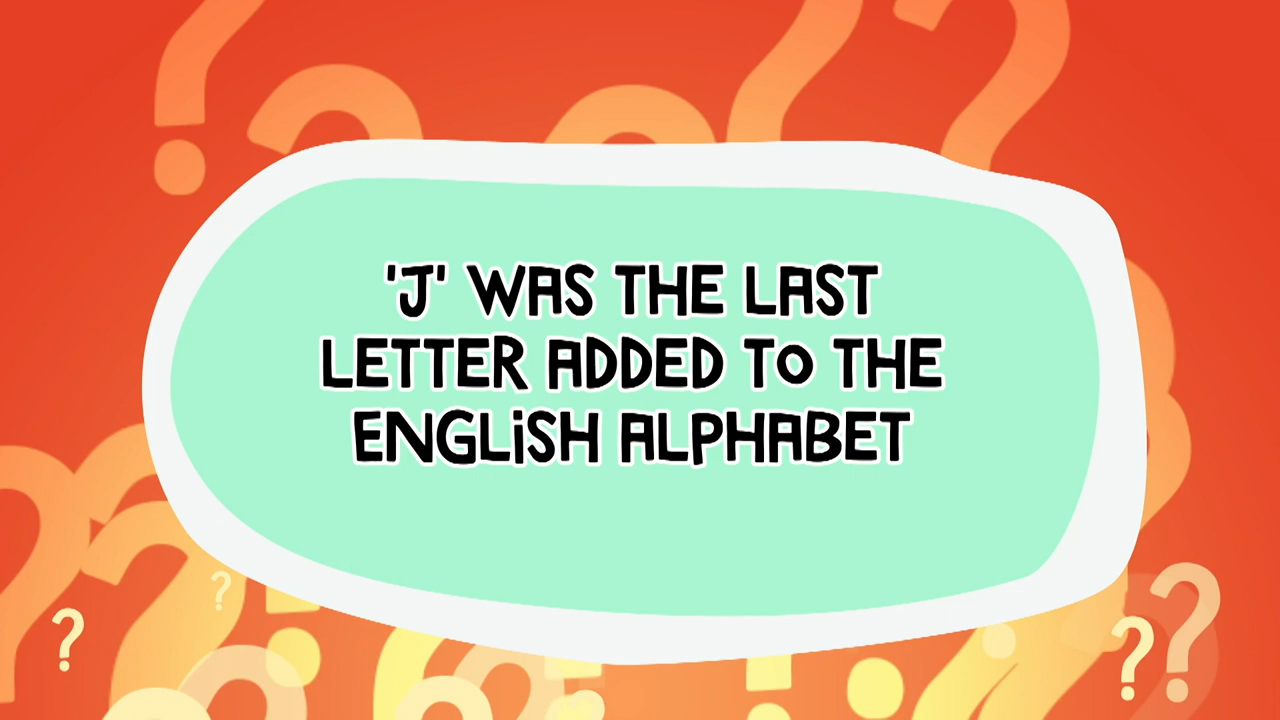 'J' WAS THE LAST
LETTER ADDED TO THE
ENGLiSH ALPHABET